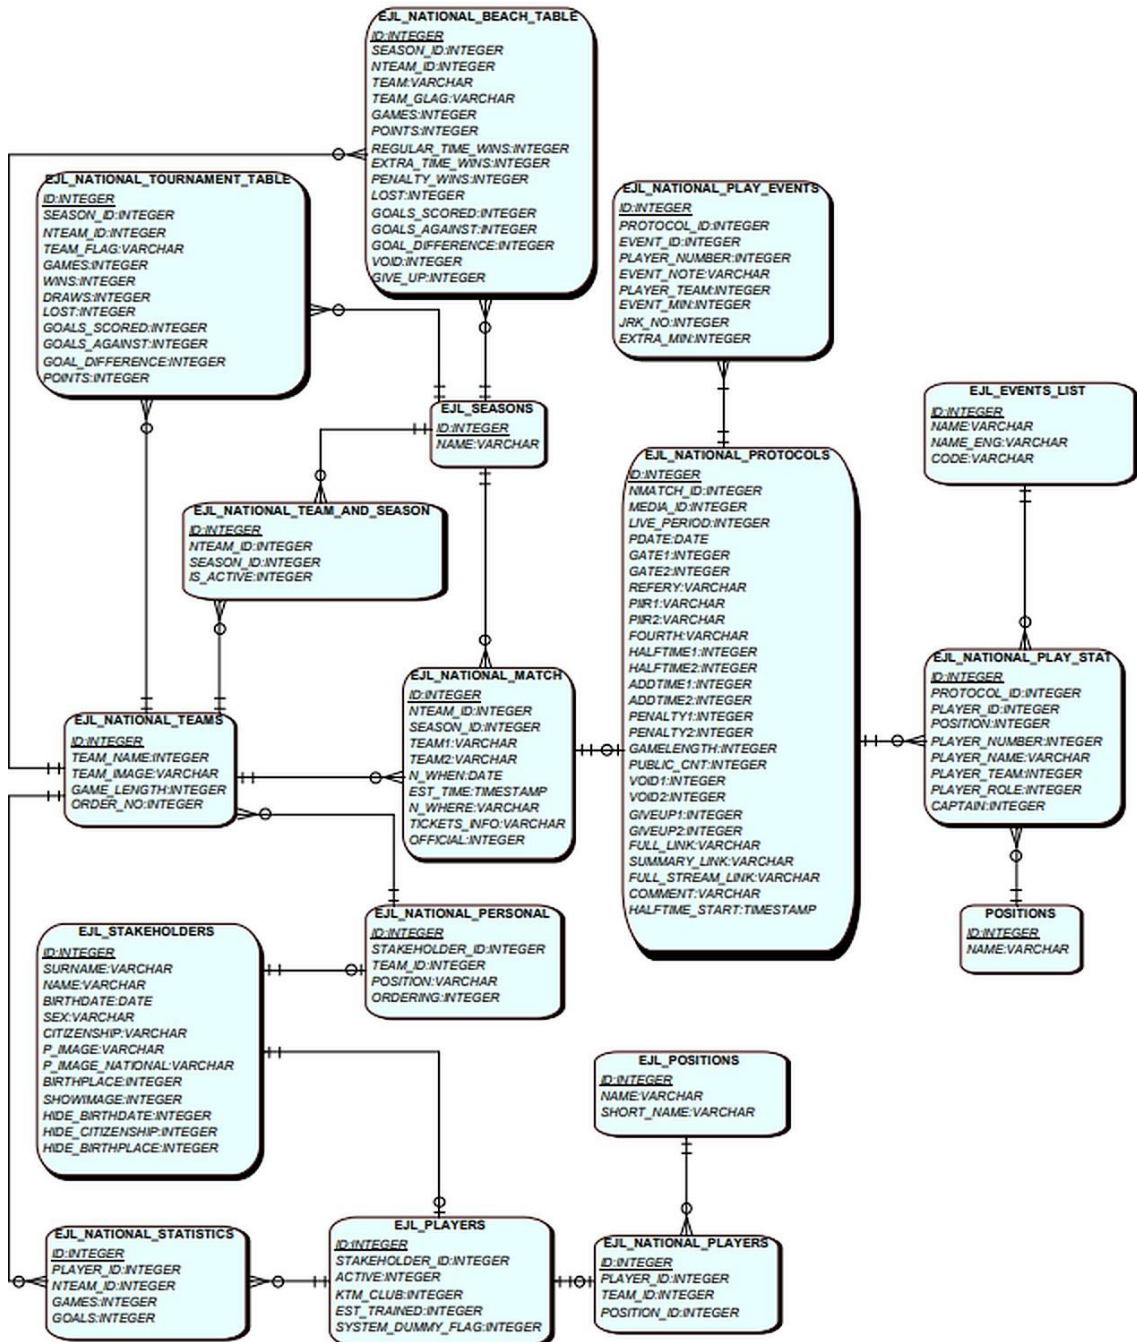 EJL_NATIONAL_BEACH_TABLE
ID:INTEGER
SEASON_ID:INTEGER
NTEAM_ID:INTEGER
TEAM:VARCHAR
TEAM_GLAG:VARCHAR
GAMES:INTEGER
POINTS:INTEGER
REGULAR_TIME_WINS:INTEGER
EXTRA_TIME_WINS:INTEGER
PENALTY_WINS:INTEGER
LOST:INTEGER
GOALS_SCORED:INTEGER
GOALS_AGAINST:INTEGER
GOAL_DIFFERENCE:INTEGER
VOID:INTEGER
GIVE_UP:INTEGER
EJL_NATIONAL_TOURNAMENT_TABLE
ID:INTEGER
SEASON_ID:INTEGER
NTEAM_ID:INTEGER
TEAM_FLAG:VARCHAR
GAMES:INTEGER
WINS:INTEGER
DRAWS:INTEGER
LOST:INTEGER
GOALS_SCORED:INTEGER
GOALS_AGAINST:INTEGER
GOAL_DIFFERENCE:INTEGER
POINTS:INTEGER
EJL_NATIONAL_PLAY_EVENTS
ID:INTEGER
PROTOCOL_ID:INTEGER
EVENT_ID:INTEGER
PLAYER_NUMBER:INTEGER
EVENT_NOTE:VARCHAR
PLAYER_TEAM:INTEGER
EVENT_MIN:INTEGER
JRK_NO:INTEGER
EXTRA_MIN:INTEGER
EJL_SEASONS
ID:INTEGER
NAME:VARCHAR
EJL_EVENTS_LIST
ID:INTEGER
NAME:VARCHAR
NAME_ENG:VARCHAR
CODE:VARCHAR
EJL_NATIONAL_PROTOCOLS
ID:INTEGER
NMATCH_ID:INTEGER
MEDIA_ID:INTEGER
LIVE_PERIOD:INTEGER
PDATE:DATE
GATE1:INTEGER
GATE2:INTEGER
REFERY:VARCHAR
PIIR1:VARCHAR
PIIR2:VARCHAR
FOURTH:VARCHAR
HALFTIME1:INTEGER
HALFTIME2:INTEGER
ADDTIME1:INTEGER
ADDTIME2:INTEGER
PENALTY1:INTEGER
PENALTY2:INTEGER
GAMELENGTH:INTEGER
PUBLIC_CNT:INTEGER
VOID1:INTEGER
VOID2:INTEGER
GIVEUP1:INTEGER
GIVEUP2:INTEGER
FULL_LINK:VARCHAR
SUMMARY_LINK:VARCHAR
FULL_STREAM_LINK:VARCHAR
COMMENT:VARCHAR
HALFTIME_START:TIMESTAMP
EJL_NATIONAL_TEAM_AND_SEASON
ID:INTEGER
NTEAM_ID:INTEGER
SEASON_ID:INTEGER
IS_ACTIVE:INTEGER
EJL_NATIONAL_MATCH
ID:INTEGER
NTEAM_ID:INTEGER
SEASON_ID:INTEGER
TEAM1:VARCHAR
TEAM2:VARCHAR
N_WHEN:DATE
EST_TIME:TIMESTAMP
N_WHERE:VARCHAR
TICKETS_INFO:VARCHAR
OFFICIAL:INTEGER
EJL_NATIONAL_PLAY_STAT
ID:INTEGER
PROTOCOL_ID:INTEGER
PLAYER_ID:INTEGER
POSITION:INTEGER
PLAYER_NUMBER:INTEGER
PLAYER_NAME:VARCHAR
PLAYER_TEAM:INTEGER
PLAYER_ROLE:INTEGER
CAPTAIN:INTEGER
EJL_NATIONAL_TEAMS
ID:INTEGER
TEAM_NAME:INTEGER
TEAM_IMAGE:VARCHAR
GAME_LENGTH:INTEGER
ORDER_NO:INTEGER
EJL_NATIONAL_PERSONAL
ID:INTEGER
STAKEHOLDER_ID:INTEGER
TEAM_ID:INTEGER
POSITION:VARCHAR
ORDERING:INTEGER
POSITIONS
ID:INTEGER
NAME:VARCHAR
EJL_STAKEHOLDERS
ID:INTEGER
SURNAME:VARCHAR
NAME:VARCHAR
BIRTHDATE:DATE
SEX:VARCHAR
CITIZENSHIP:VARCHAR
P_IMAGE:VARCHAR
P_IMAGE_NATIONAL:VARCHAR
BIRTHPLACE:INTEGER
SHOWIMAGE:INTEGER
HIDE_BIRTHDATE:INTEGER
HIDE_CITIZENSHIP:INTEGER
HIDE_BIRTHPLACE:INTEGER
EJL_POSITIONS
ID:INTEGER
NAME:VARCHAR
SHORT_NAME:VARCHAR
EJL_NATIONAL_STATISTICS
ID:INTEGER
PLAYER_ID:INTEGER
NTEAM_ID:INTEGER
GAMES:INTEGER
GOALS:INTEGER
EJL_PLAYERS
ID:INTEGER
STAKEHOLDER_ID:INTEGER
ACTIVE:INTEGER
KTM_CLUB:INTEGER
EST_TRAINED:INTEGER
SYSTEM_DUMMY_FLAG:INTEGER
EJL_NATIONAL_PLAYERS
ID:INTEGER
PLAYER_ID:INTEGER
TEAM_ID:INTEGER
POSITION_ID:INTEGER